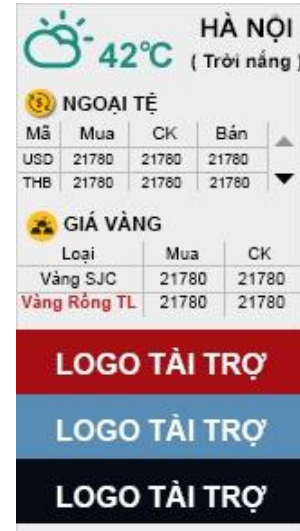 HÀ NỘI
42°C ( Trời nắng )
NGOẠI TỆ
Mã Mua CK Bán
USD 21780 21780 21780
THB 21780 21780 21780
GIÁ VÀNG
Loại Mua CK
Vàng SJC 21780 21780
Vàng Rồng TL 21780 21780
LOGO TÀI TRỢ
LOGO TÀI TRỢ
LOGO TÀI TRỢ